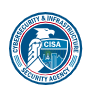 CYBERSECURITY & INFRASTRUCTURE
CISA
SECURITY AGENCY